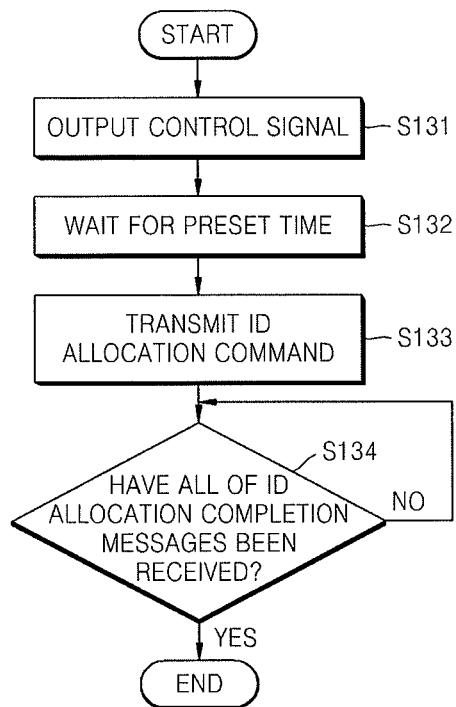 START
OUTPUT CONTROL SIGNAL
S131
WAIT FOR PRESET TIME
S132
TRANSMIT ID
ALLOCATION COMMAND
S133
S134
HAVE ALL OF ID
ALLOCATION COMPLETION
MESSAGES BEEN
RECEIVED?
NO
YES
END